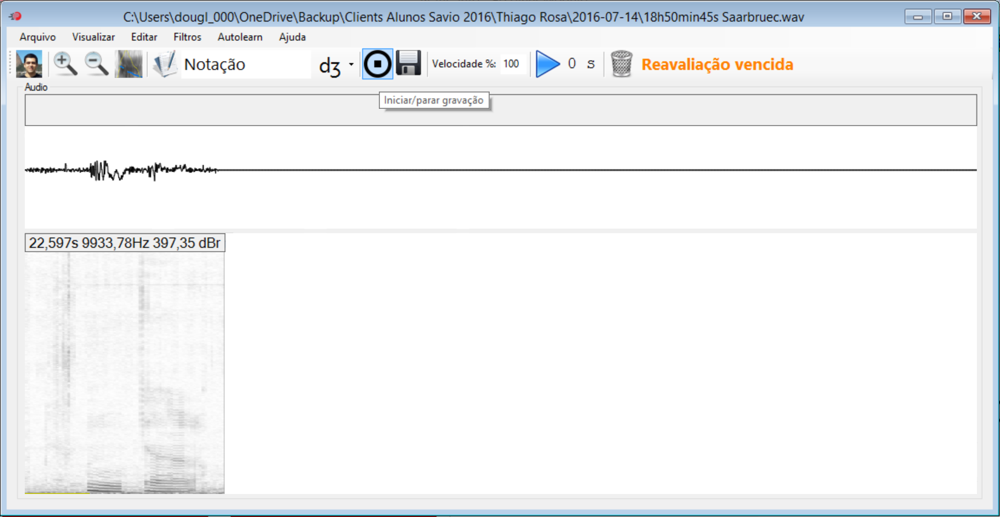 C:\Users\dougl_000\OneDrive\Backup\Clients Alunos Savio 2016\Thiago Rosa\2016-07-14\18h50min45s Saarbruec.wav
Arquivo Visualizar Editar Filtros Autolearn Ajuda
Notação dʒ Velocidade %: 100 0 s Reavaliação vencida
Audio
Iniciar/parar gravação
22,597s 9933,78Hz 397,35 dBr